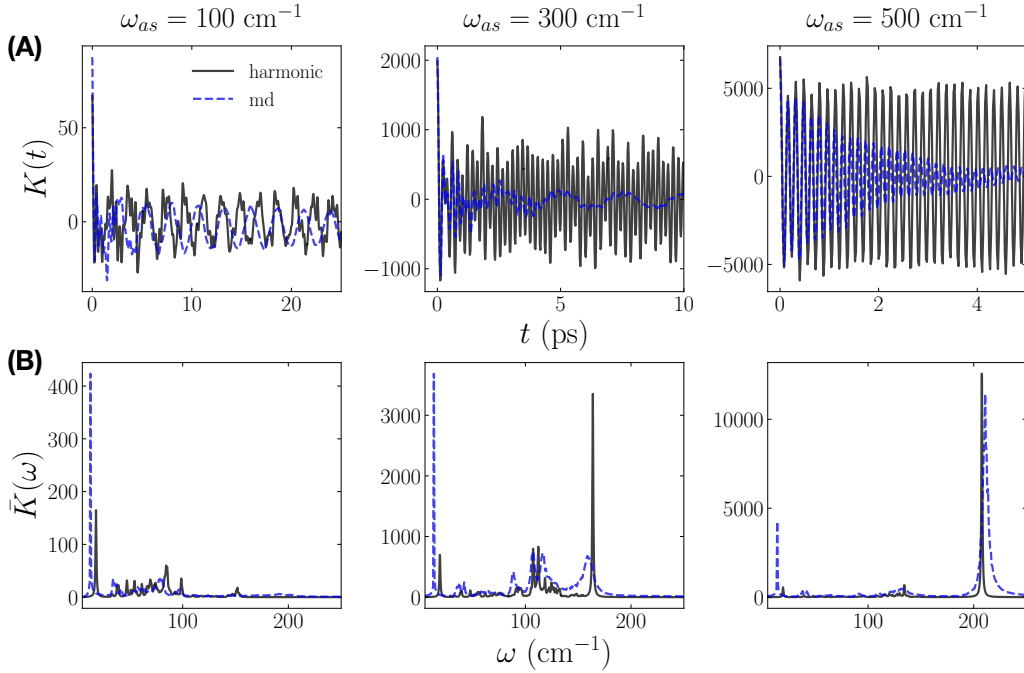 ω_as = 100 cm⁻¹ ω_as = 300 cm⁻¹ ω_as = 500 cm⁻¹
(A)
harmonic
md
K(t)
50
0
2000
1000
0
−1000
5000
0
−5000
0 10 20
0 5 10
0 2 4
t (ps)
(B)
K̄(ω)
400
300
200
100
0
3000
2000
1000
0
10000
5000
0
100 200
100 200
100 200
ω (cm⁻¹)